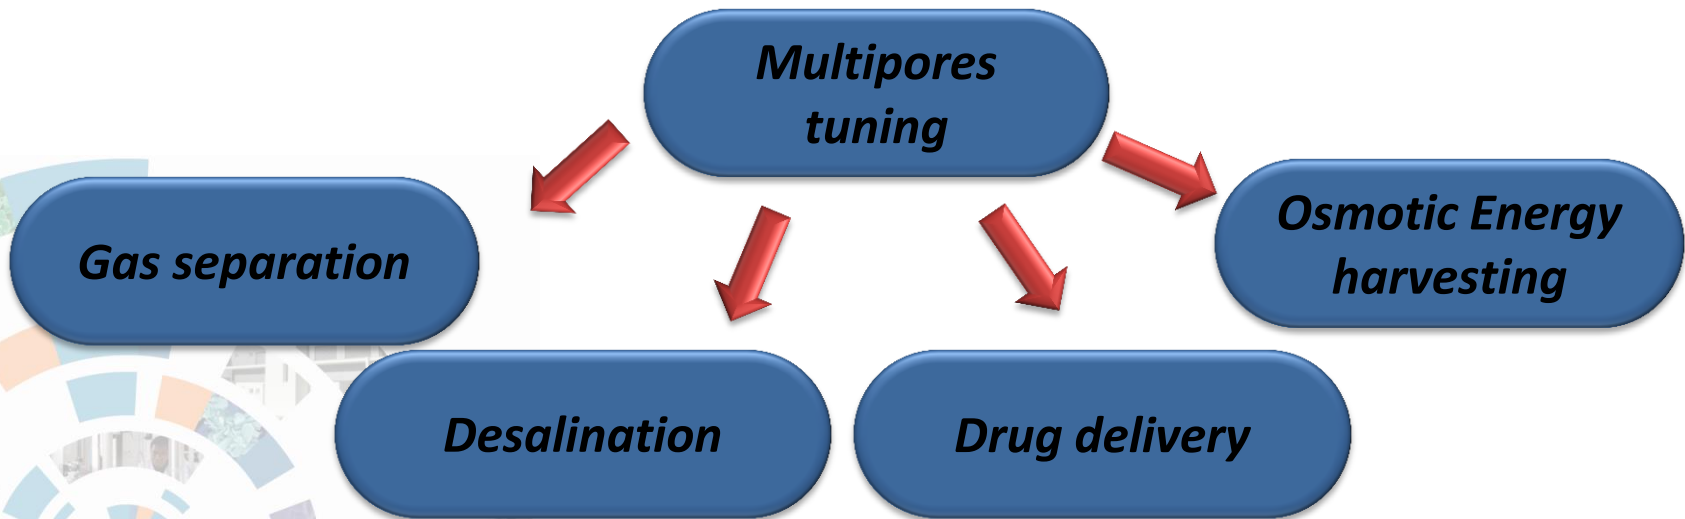 Multipores
tuning
Gas separation
Osmotic Energy
harvesting
Desalination
Drug delivery